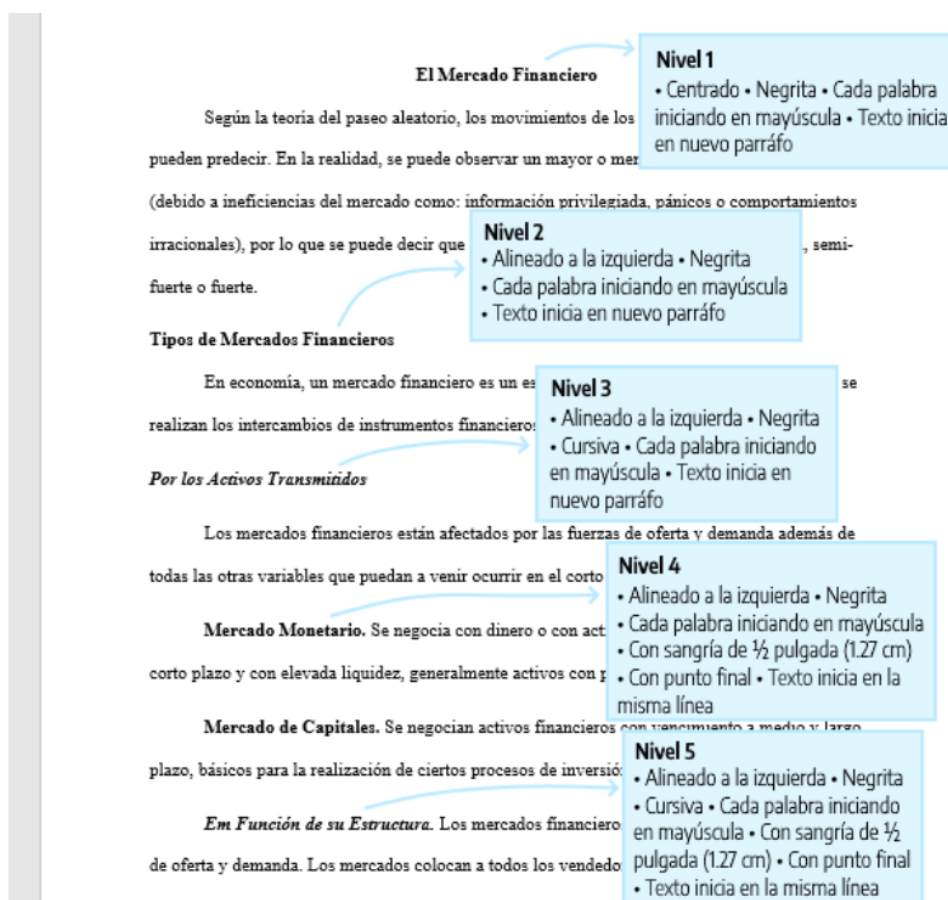 El Mercado Financiero
Nivel 1
• Centrado • Negrita • Cada palabra
iniciando en mayúscula • Texto inicia
en nuevo parráfo
Según la teoría del paseo aleatorio, los movimientos de los
pueden predecir. En la realidad, se puede observar un mayor o
(debido a ineficiencias del mercado como: información privilegiada, pánicos o comportamientos
irracionales), por lo que se puede decir que
, semi-
fuerte o fuerte.
Nivel 2
• Alineado a la izquierda • Negrita
• Cada palabra iniciando en mayúscula
• Texto inicia en nuevo parráfo
Tipos de Mercados Financieros
En economía, un mercado financiero es un
se
realizan los intercambios de instrumentos
Nivel 3
• Alineado a la izquierda • Negrita
• Cursiva • Cada palabra iniciando
en mayúscula • Texto inicia en
nuevo parráfo
Por los Activos Transmitidos
Los mercados financieros están afectados por las fuerzas de oferta y demanda además de
todas las otras variables que puedan a venir ocurrir en el corto
Nivel 4
• Alineado a la izquierda • Negrita
• Cada palabra iniciando en mayúscula
• Con sangría de ½ pulgada (1.27 cm)
• Con punto final • Texto inicia en la
misma línea
Mercado Monetario. Se negocia con dinero o con
corto plazo y con elevada liquidez, generalmente activos con
Mercado de Capitales. Se negocian activos financieros con vencimiento a medio y largo
plazo, básicos para la realización de ciertos procesos de
Nivel 5
• Alineado a la izquierda • Negrita
• Cursiva • Cada palabra iniciando
en mayúscula • Con sangría de ½
pulgada (1.27 cm) • Con punto final
• Texto inicia en la misma línea
Em Función de su Estructura. Los mercados
de oferta y demanda. Los mercados colocan a todos los